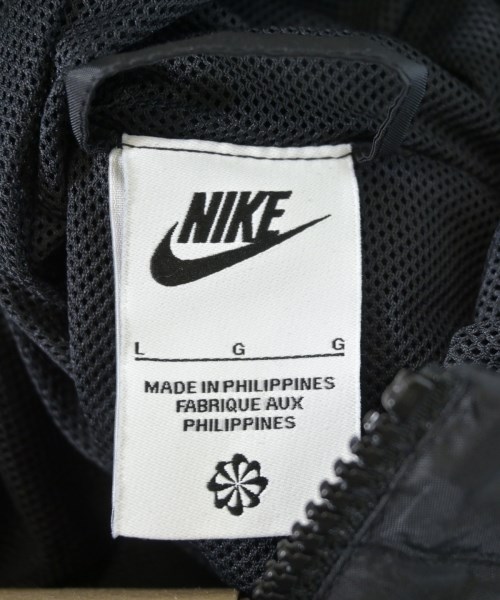 NIKE
L G G
MADE IN PHILIPPINES
FABRIQUE AUX
PHILIPPINES